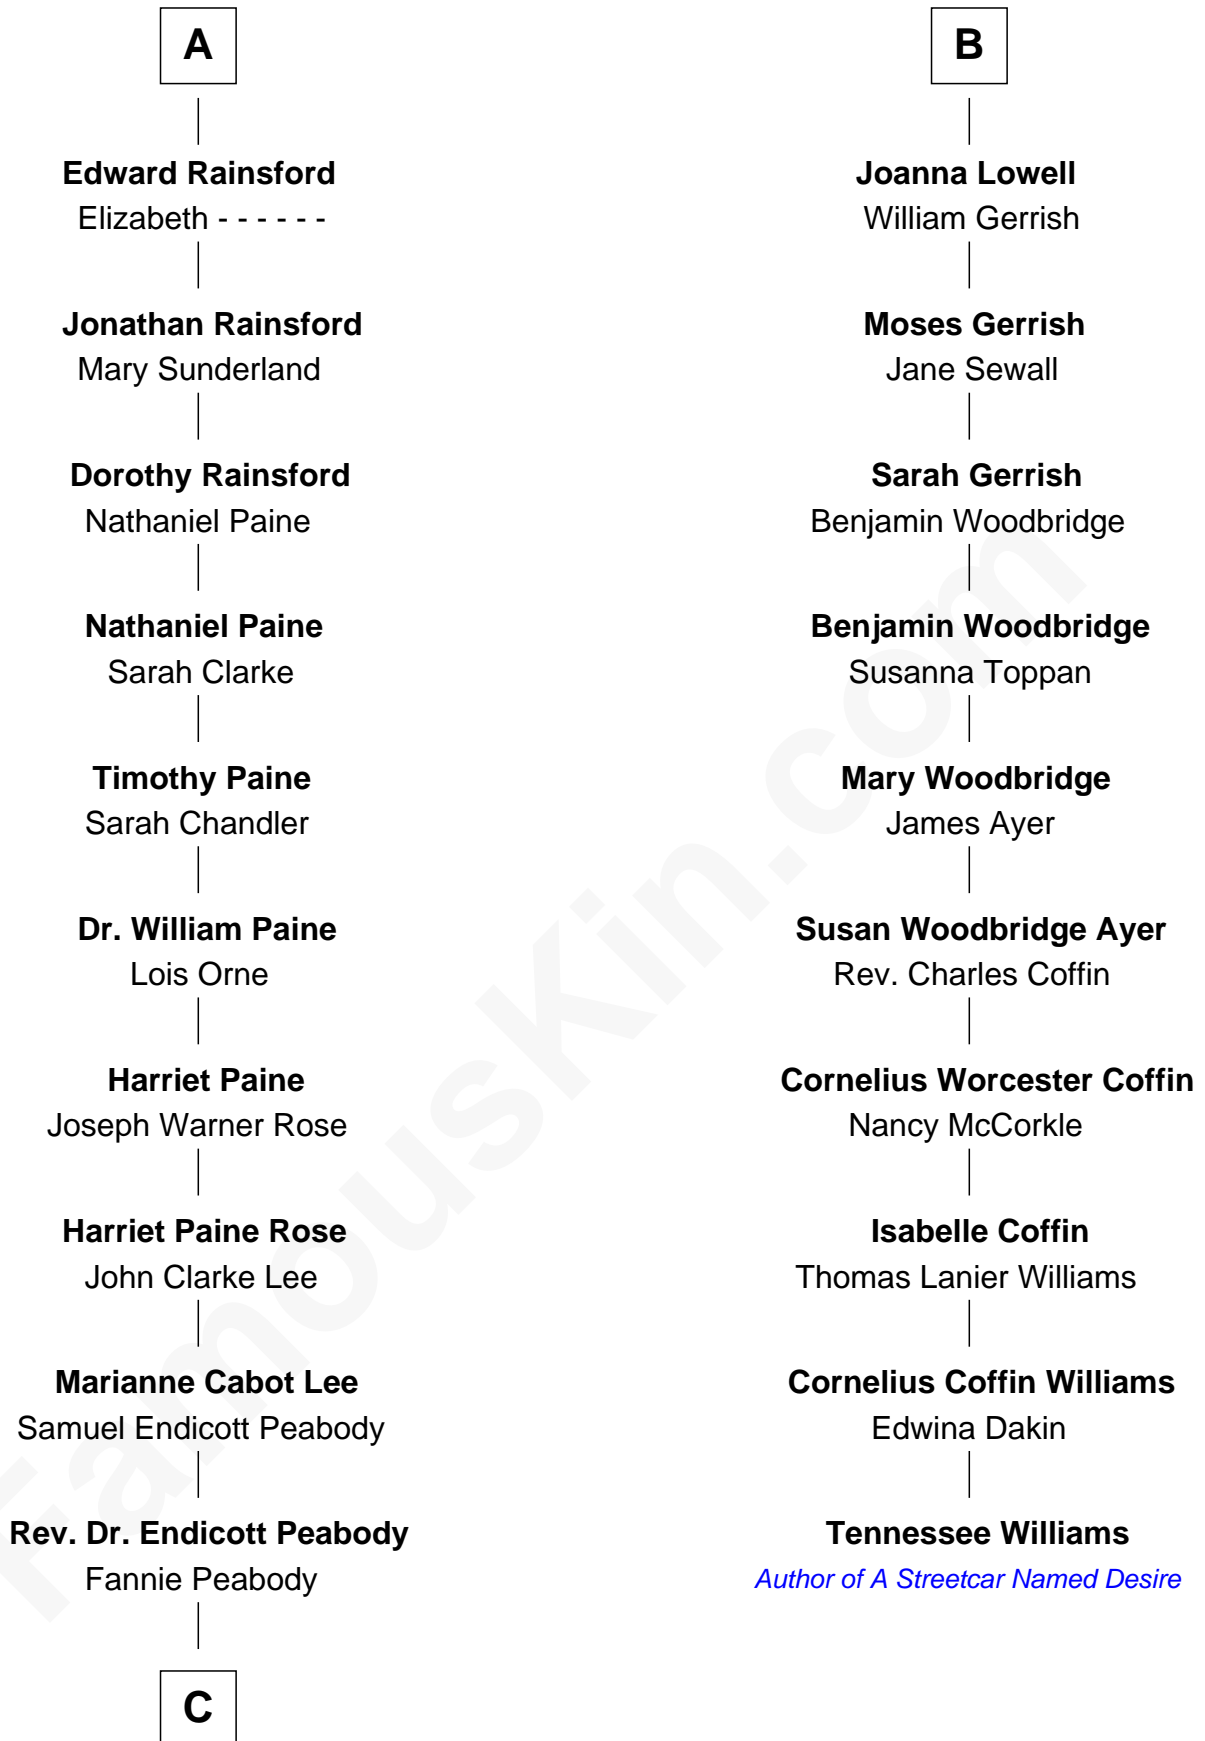 A
Edward Rainsford
Elizabeth - - - - - -
Jonathan Rainsford
Mary Sunderland
Dorothy Rainsford
Nathaniel Paine
Nathaniel Paine
Sarah Clarke
Timothy Paine
Sarah Chandler
Dr. William Paine
Lois Orne
Harriet Paine
Joseph Warner Rose
Harriet Paine Rose
John Clarke Lee
Marianne Cabot Lee
Samuel Endicott Peabody
Rev. Dr. Endicott Peabody
Fannie Peabody
C
B
Joanna Lowell
William Gerrish
Moses Gerrish
Jane Sewall
Sarah Gerrish
Benjamin Woodbridge
Benjamin Woodbridge
Susanna Toppan
Mary Woodbridge
James Ayer
Susan Woodbridge Ayer
Rev. Charles Coffin
Cornelius Worcester Coffin
Nancy McCorkle
Isabelle Coffin
Thomas Lanier Williams
Cornelius Coffin Williams
Edwina Dakin
Tennessee Williams
Author of A Streetcar Named Desire
FamousKin.com